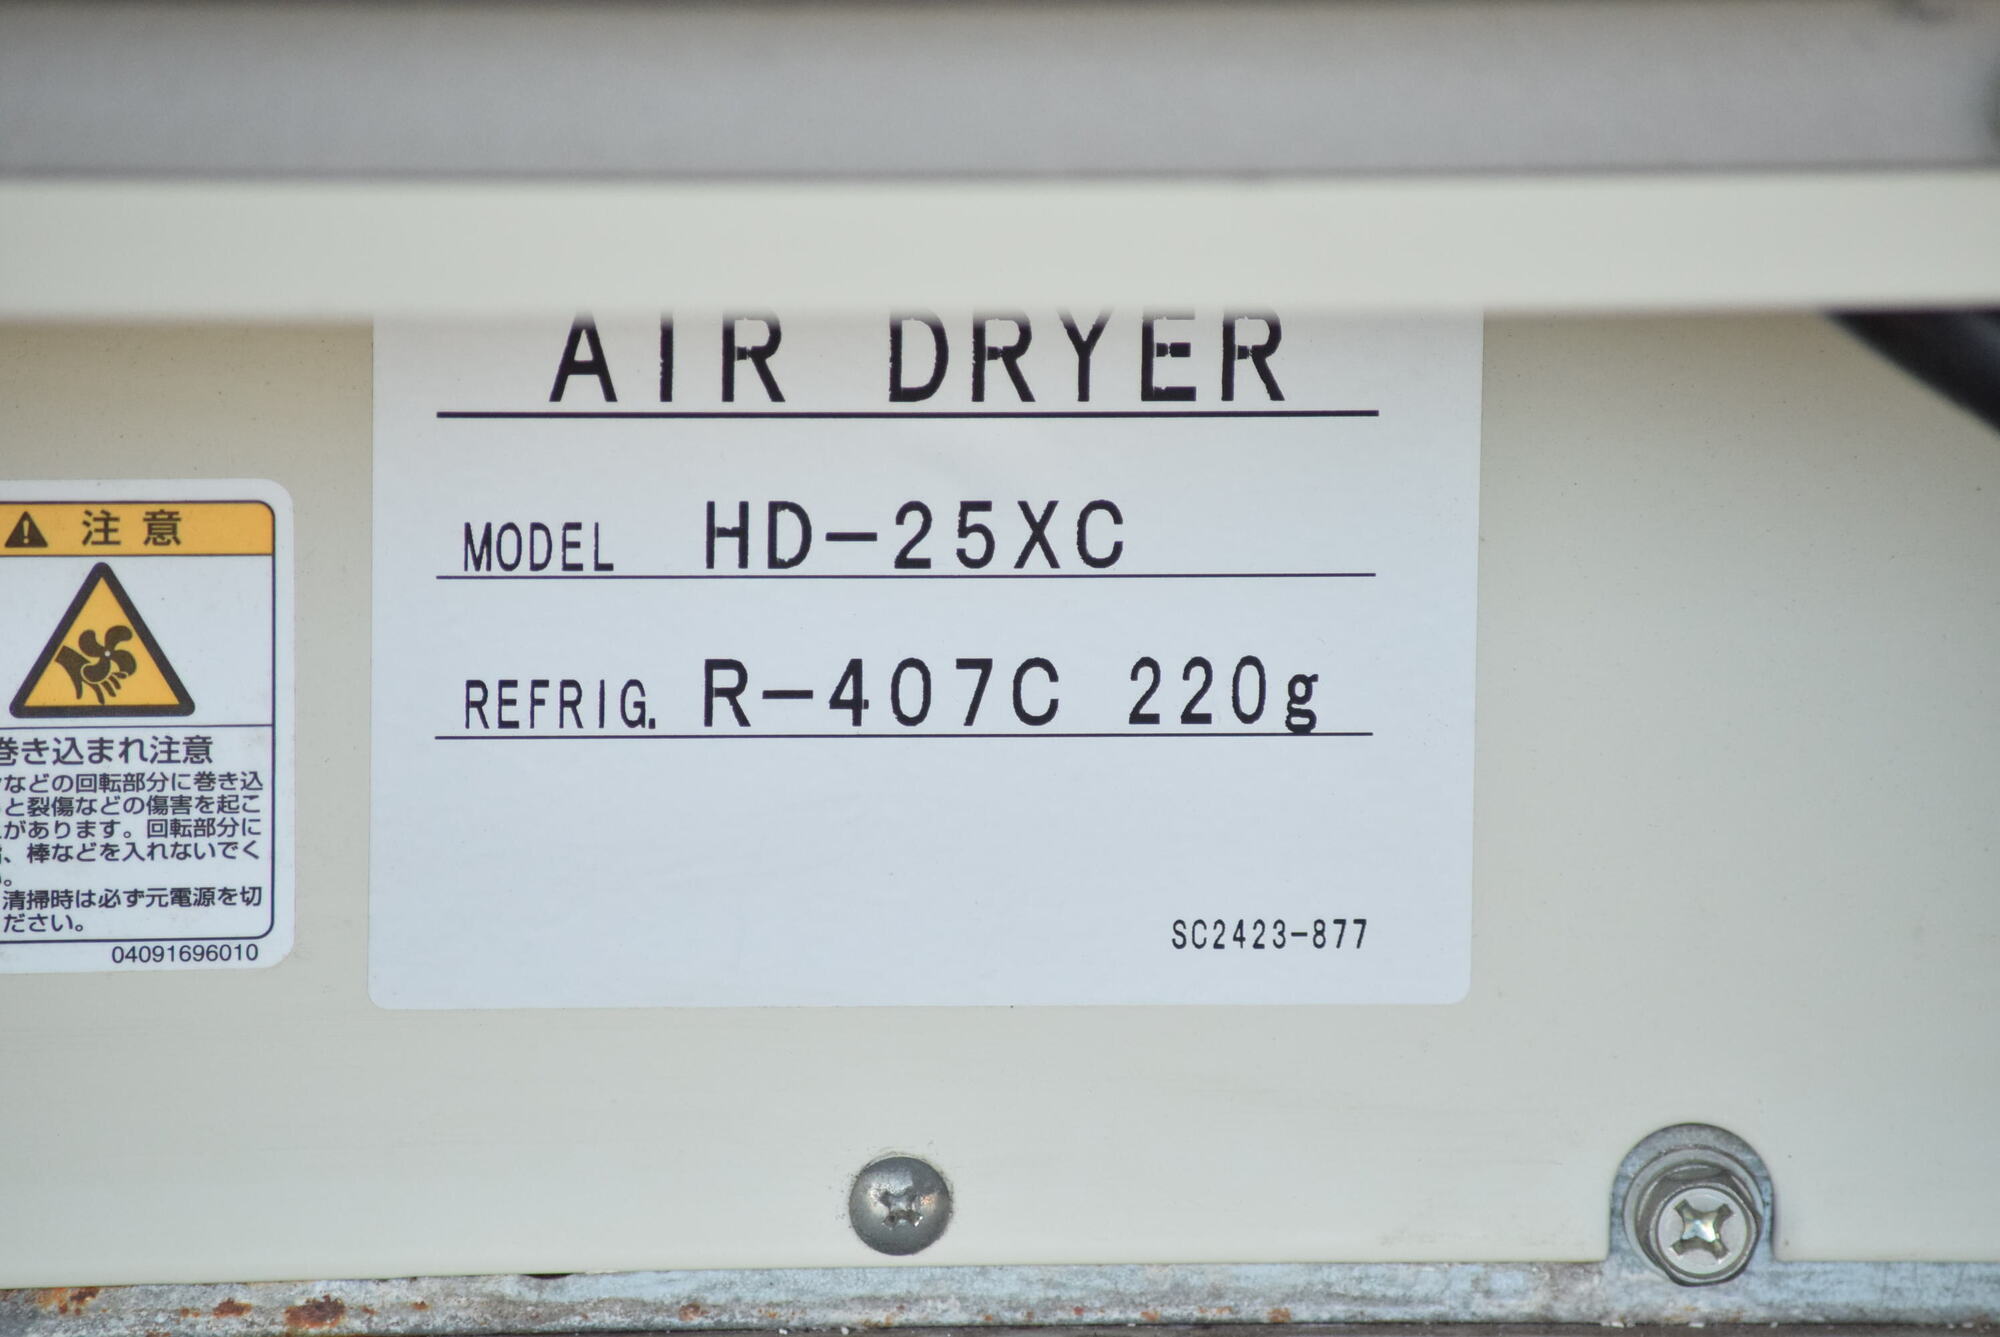 AIR DRYER
MODEL HD-25XC
REFRIG. R-407C 220g
SC2423-877
注意
巻き込まれ注意
などの回転部分に巻き込
と裂傷などの傷害を起こ
があります。回転部分に
、棒などを入れないでく
。
清掃時は必ず元電源を切
ださい。
04091696010